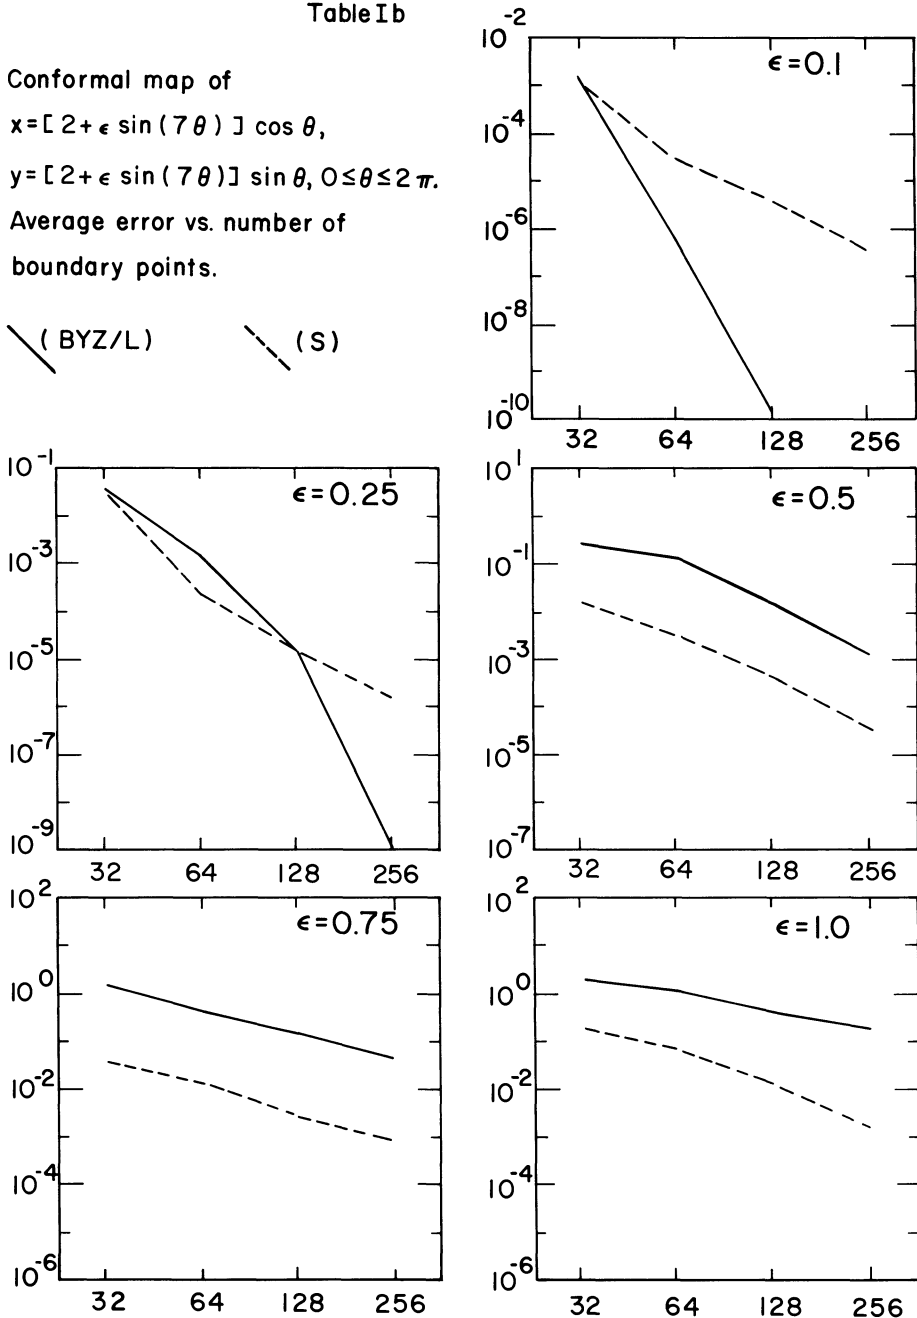 Table I b
Conformal map of
x=[2+ϵ sin(7θ)] cos θ,
y=[2+ϵ sin(7θ)] sin θ, 0≤θ≤2π.
Average error vs. number of
boundary points.
(BYZ/L) (S)
ϵ=0.1
10^-2
10^-4
10^-6
10^-8
10^-10
32 64 128 256
ϵ=0.25
10^-1
10^-3
10^-5
10^-7
10^-9
32 64 128 256
ϵ=0.5
10^1
10^-1
10^-3
10^-5
10^-7
32 64 128 256
ϵ=0.75
10^2
10^0
10^-2
10^-4
10^-6
32 64 128 256
ϵ=1.0
10^2
10^0
10^-2
10^-4
10^-6
32 64 128 256